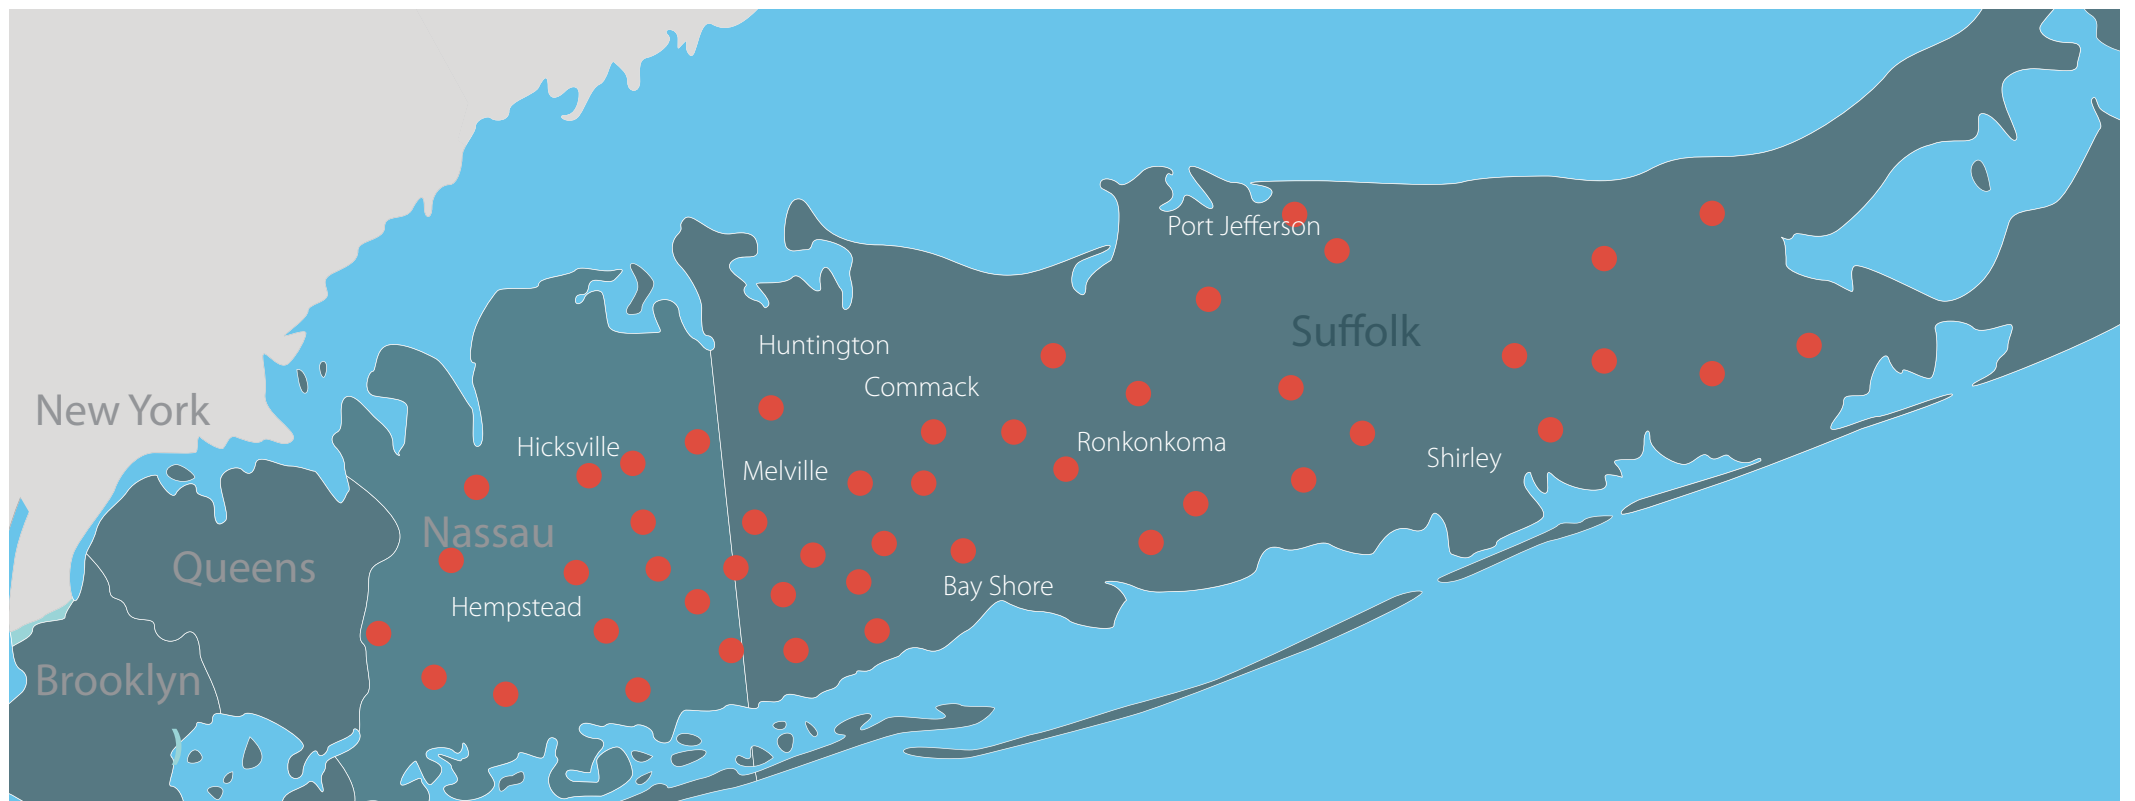 Port Jefferson
Suffolk
Huntington
Commack
New York
Hicksville
Ronkonkoma
Shirley
Melville
Nassau
Queens
Bay Shore
Hempstead
Brooklyn